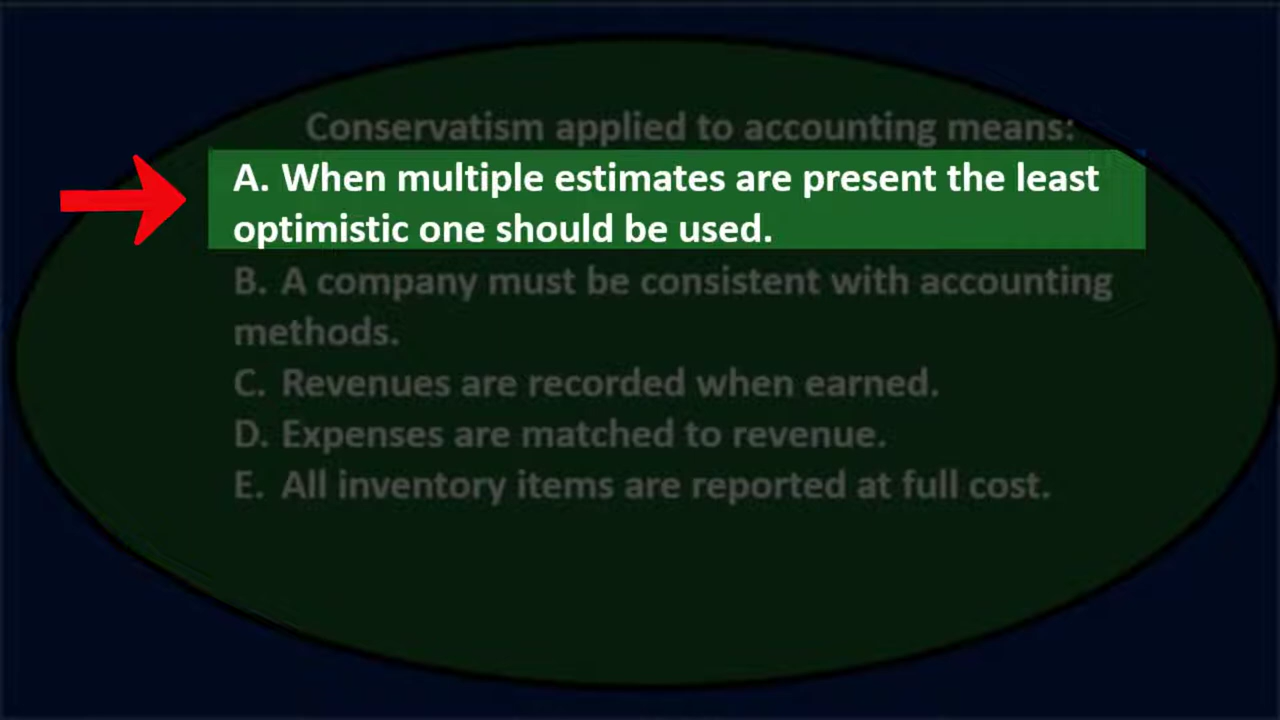 Conservatism applied to accounting means:
A. When multiple estimates are present the least
optimistic one should be used.
B. A company must be consistent with accounting
methods.
C. Revenues are recorded when earned.
D. Expenses are matched to revenue.
E. All inventory items are reported at full cost.